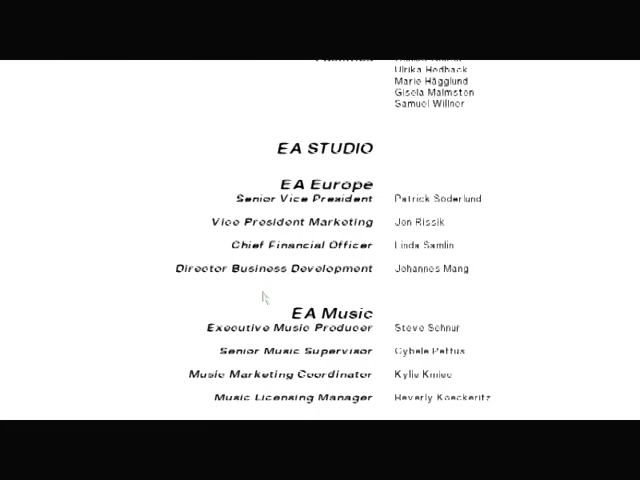 Ulrika Hedback
Marie Hägglund
Gisela Malmsten
Samuel Willner
EA STUDIO
EA Europe
Senior Vice President Patrick Söderlund
Vice President Marketing Jon Rissik
Chief Financial Officer Linda Samlin
Director Business Development Johannes Mang
EA Music
Executive Music Producer Steve Schnur
Senior Music Supervisor Cybele Pettus
Music Marketing Coordinator Kylie Kmiec
Music Licensing Manager Beverly Koeckeritz